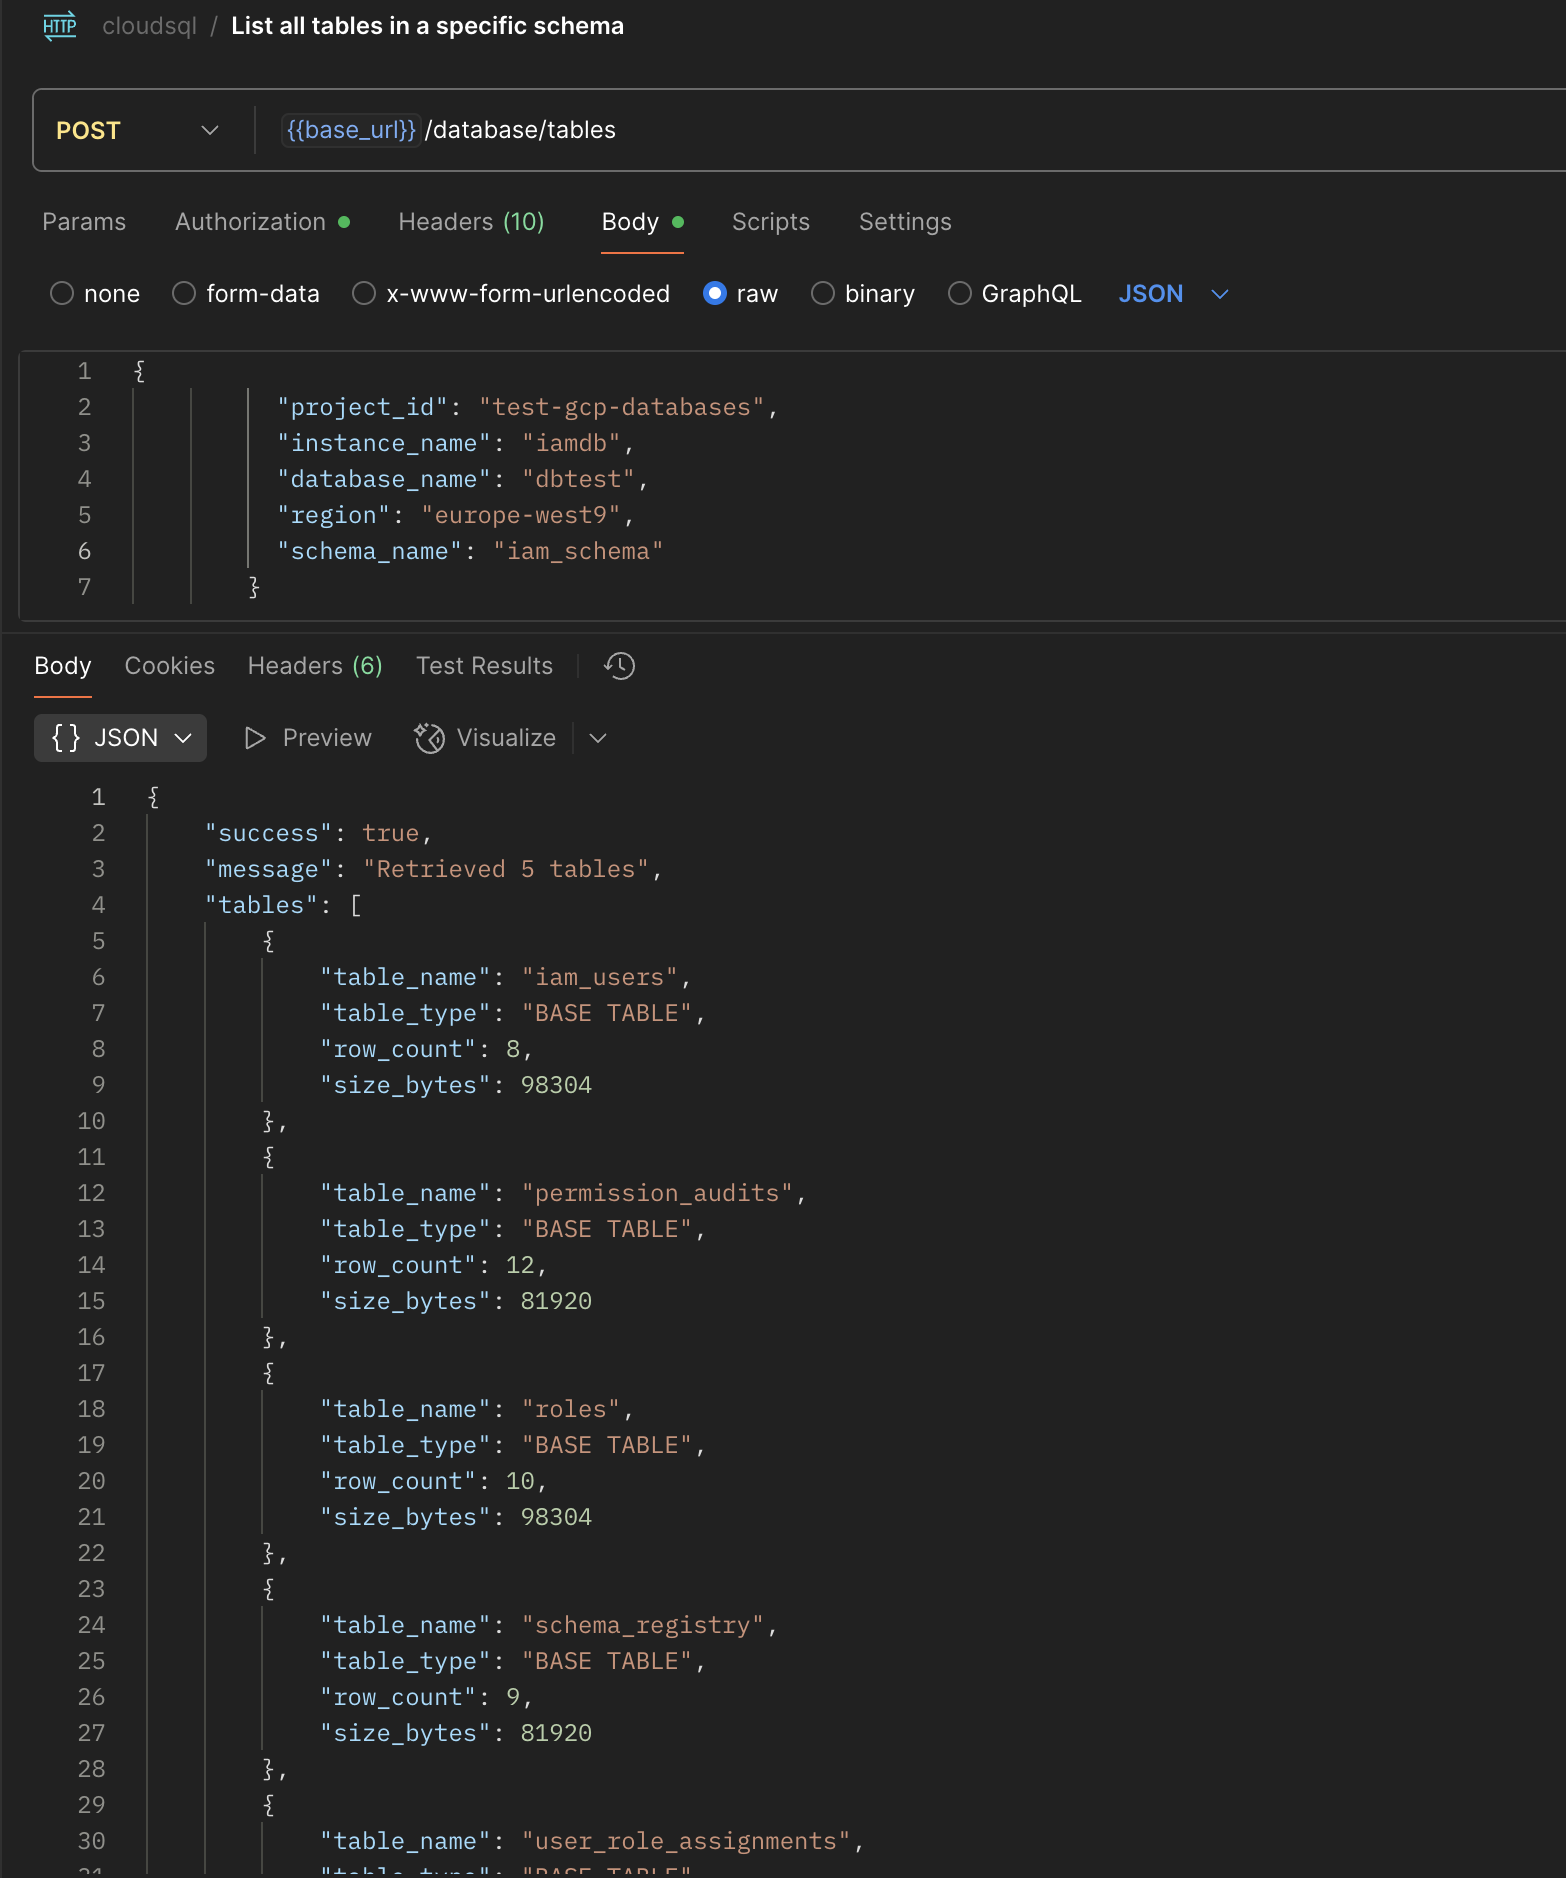 HTTP cloudsql / List all tables in a specific schema
POST {{base_url}} /database/tables
Params Authorization Headers (10) Body Scripts Settings
none form-data x-www-form-urlencoded raw binary GraphQL JSON
1 {
2 "project_id": "test-gcp-databases",
3 "instance_name": "iamdb",
4 "database_name": "dbtest",
5 "region": "europe-west9",
6 "schema_name": "iam_schema"
7 }
Body Cookies Headers (6) Test Results
{} JSON Preview Visualize
1 {
2 "success": true,
3 "message": "Retrieved 5 tables",
4 "tables": [
5 {
6 "table_name": "iam_users",
7 "table_type": "BASE TABLE",
8 "row_count": 8,
9 "size_bytes": 98304
10 },
11 {
12 "table_name": "permission_audits",
13 "table_type": "BASE TABLE",
14 "row_count": 12,
15 "size_bytes": 81920
16 },
17 {
18 "table_name": "roles",
19 "table_type": "BASE TABLE",
20 "row_count": 10,
21 "size_bytes": 98304
22 },
23 {
24 "table_name": "schema_registry",
25 "table_type": "BASE TABLE",
26 "row_count": 9,
27 "size_bytes": 81920
28 },
29 {
30 "table_name": "user_role_assignments",
31 "table_type": "BASE TABLE"